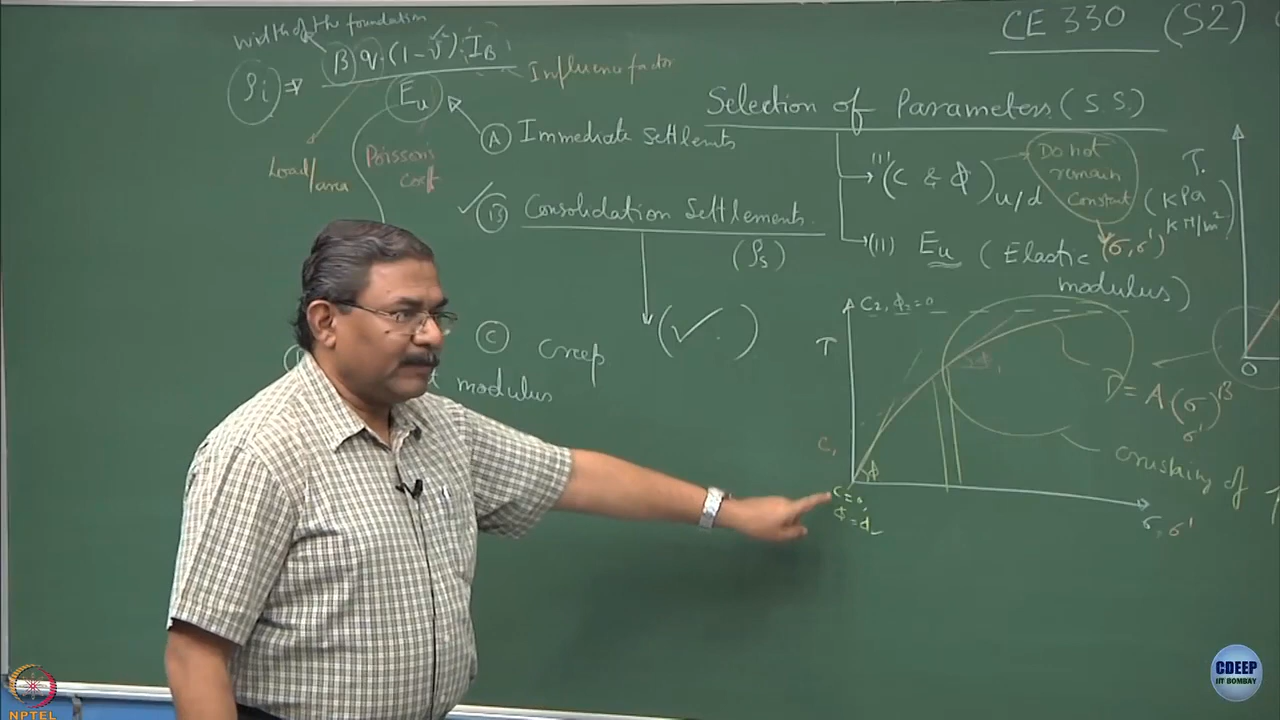 CE 330 (S2)
Width of the foundation
ρi ⇒ B q. (1-ν²). IB
Eu
Influence factor
Load/area
Poisson's coeff
Selection of Parameters (S S.)
(A) Immediate settlemts
(B) Consolidation Settlements.
(ρs)
(✓.)
(C) Creep
modulus
(i) (C & φ)u/d
Do not
remain
Constant
(σ, σ')
(ii) Eu (Elastic
modulus)
τ
(kPa
kN/m²)
0
C2, φ2=0
τ
C1
φ
C=0,
φ=φ
σ, σ'
τ = A(σ)^B
σ'
crushing of
NPTEL
CDEEP
IIT BOMBAY